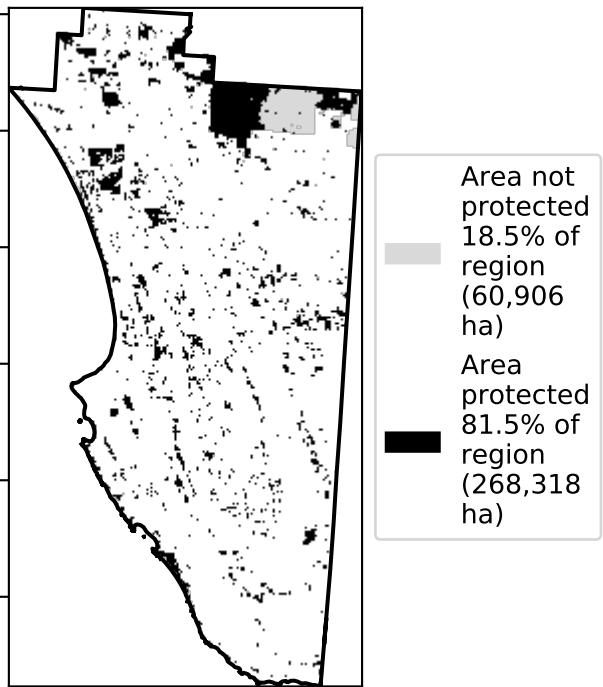 Area not
protected
18.5% of
region
(60,906
ha)
Area
protected
81.5% of
region
(268,318
ha)